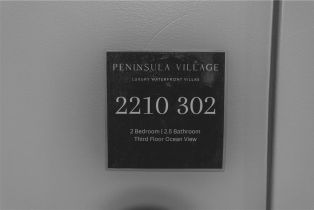 PENINSULA VILLAGE
LUXURY WATERFRONT VILLAS
2210 302
2 Bedroom | 2.5 Bathroom
Third Floor Ocean View